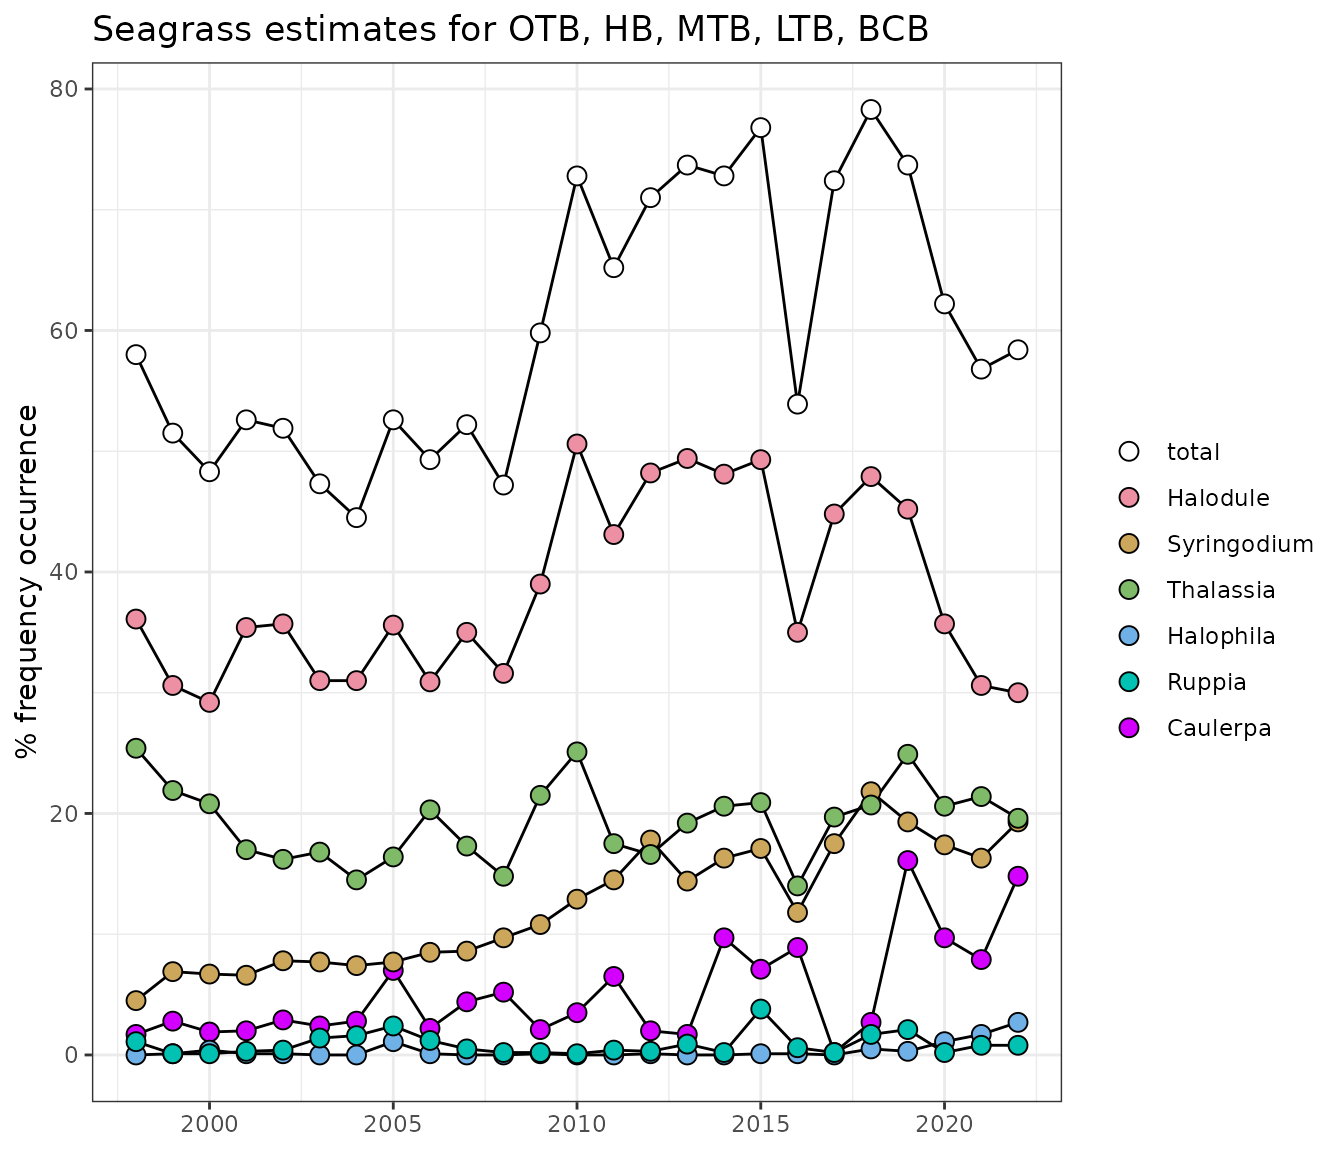 Seagrass estimates for OTB, HB, MTB, LTB, BCB
% frequency occurrence
80
60
40
20
0
2000
2005
2010
2015
2020
total
Halodule
Syringodium
Thalassia
Halophila
Ruppia
Caulerpa